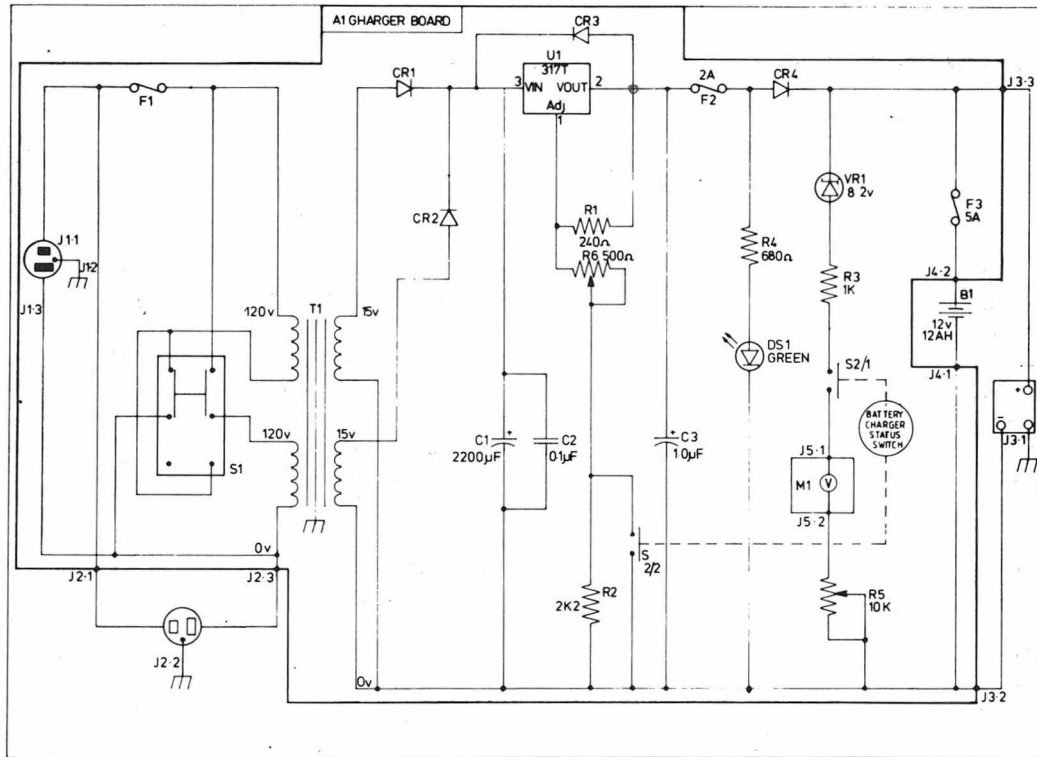 A1 GHARGER BOARD
CR3
U1
317T
CR1
3
VIN
VOUT
2
Adj
1
2A
F2
CR4
J3·3
F1
VR1
8 2v
F3
5A
CR2
R1
240Ω
R6 500Ω
R4
680Ω
R3
1K
J1·1
J1·2
J1·3
J4·2
B1
12v
12AH
J4·1
120v
T1
15v
DS1
GREEN
S2/1
BATTERY
CHARGER
STATUS
SWITCH
+
−
J3·1
120v
15v
S1
C1
+
2200µF
C2
0·1µF
C3
+
1·0µF
J5·1
M1
V
J5·2
S
2/2
0v
J2·1
J2·3
R2
2K2
R5
10K
J2·2
0v
J3·2